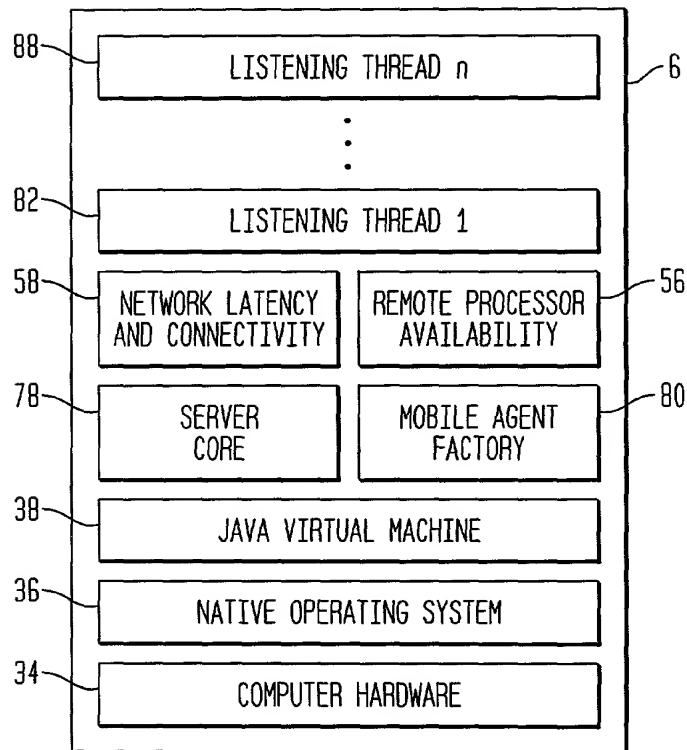 88 LISTENING THREAD n 6
82 LISTENING THREAD 1
58 NETWORK LATENCY AND CONNECTIVITY
REMOTE PROCESSOR AVAILABILITY 56
78 SERVER CORE
MOBILE AGENT FACTORY 80
38 JAVA VIRTUAL MACHINE
36 NATIVE OPERATING SYSTEM
34 COMPUTER HARDWARE